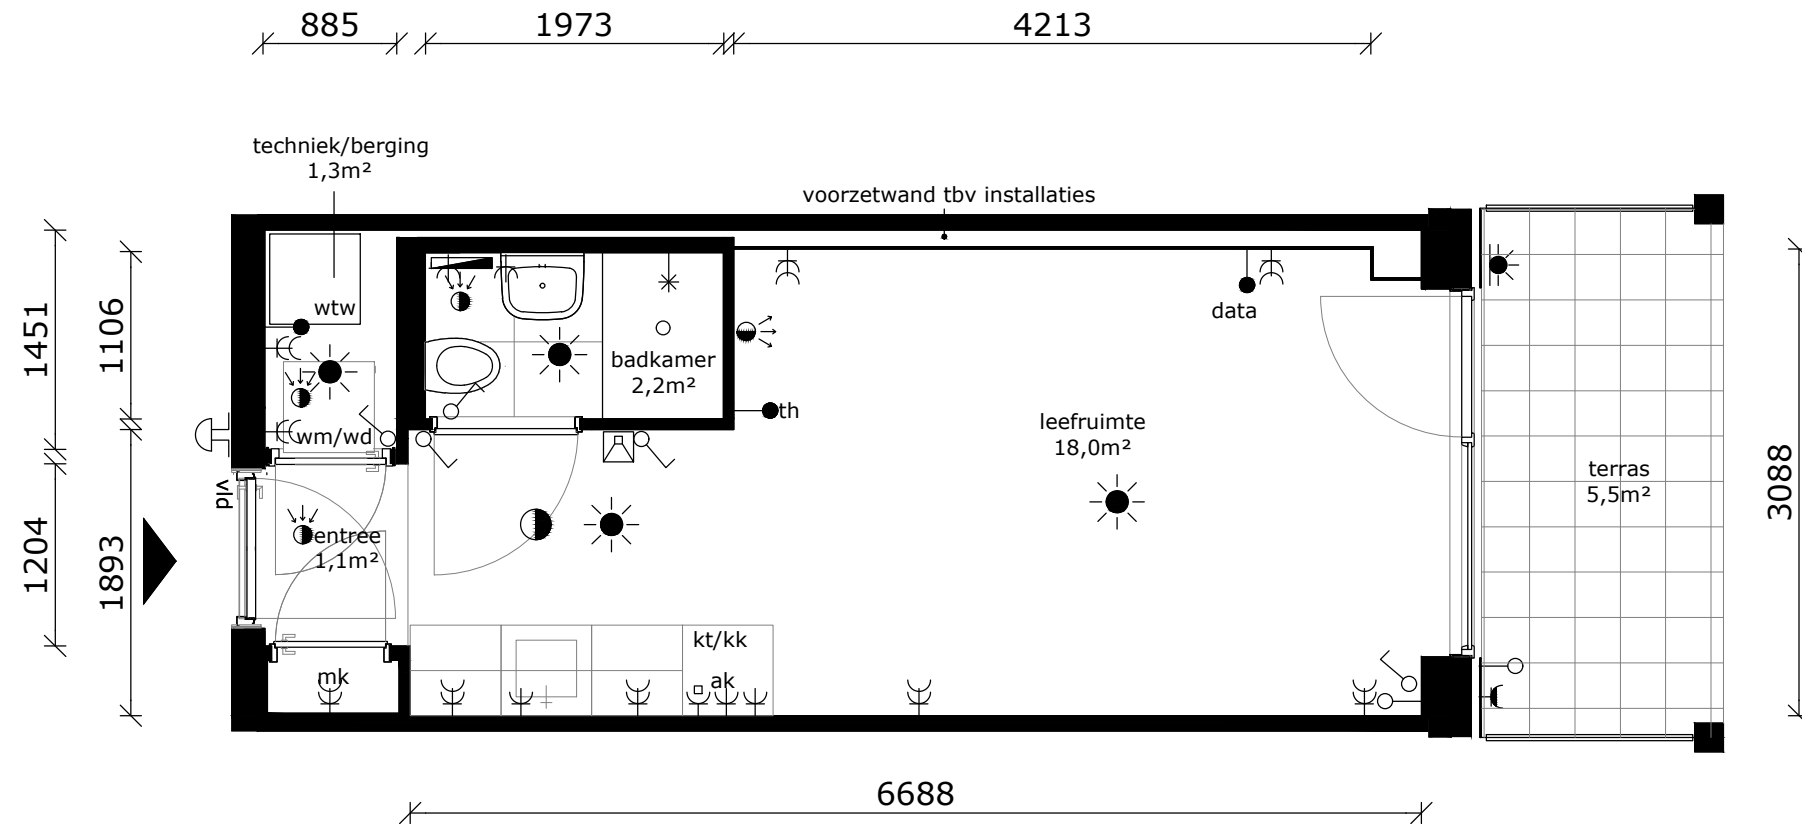 885
1973
4213
techniek/berging
1,3m²
voorzetwand tbv installaties
1451
1106
wtw
data
badkamer
2,2m²
th
leefruimte
18,0m²
wm/wd
vld
terras
5,5m²
3088
1204
1893
entree
1,1m²
kt/kk
mk
ak
6688